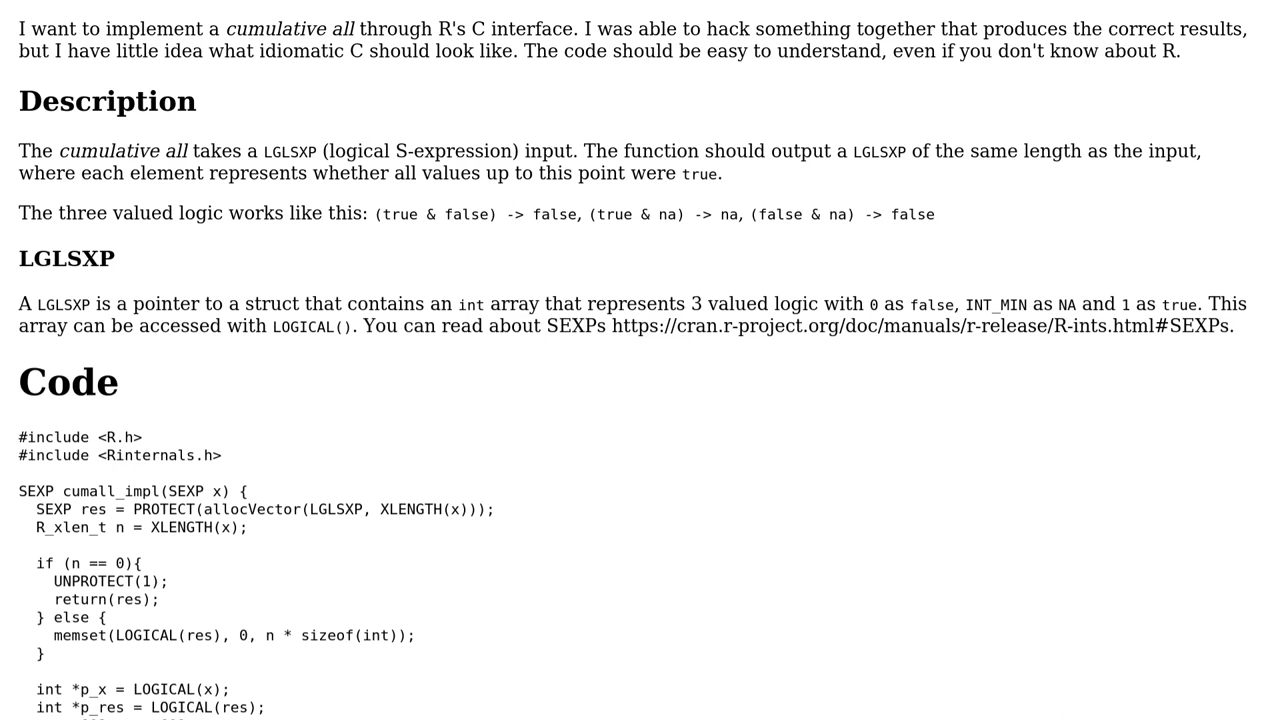 I want to implement a cumulative all through R's C interface. I was able to hack something together that produces the correct results,
but I have little idea what idiomatic C should look like. The code should be easy to understand, even if you don't know about R.
Description
The cumulative all takes a LGLSXP (logical S-expression) input. The function should output a LGLSXP of the same length as the input,
where each element represents whether all values up to this point were true.
The three valued logic works like this: (true & false) -> false, (true & na) -> na, (false & na) -> false
LGLSXP
A LGLSXP is a pointer to a struct that contains an int array that represents 3 valued logic with 0 as false, INT_MIN as NA and 1 as true. This
array can be accessed with LOGICAL(). You can read about SEXPs https://cran.r-project.org/doc/manuals/r-release/R-ints.html#SEXPs.
Code
#include <R.h>
#include <Rinternals.h>
SEXP cumall_impl(SEXP x) {
  SEXP res = PROTECT(allocVector(LGLSXP, XLENGTH(x)));
  R_xlen_t n = XLENGTH(x);
  if (n == 0){
    UNPROTECT(1);
    return(res);
  } else {
    memset(LOGICAL(res), 0, n * sizeof(int));
  }
  int *p_x = LOGICAL(x);
  int *p_res = LOGICAL(res);